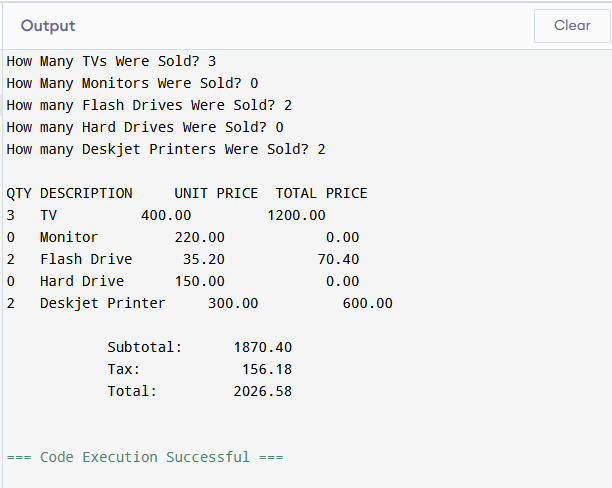 Output
Clear
How Many TVs Were Sold? 3
How Many Monitors Were Sold? 0
How many Flash Drives Were Sold? 2
How many Hard Drives Were Sold? 0
How many Deskjet Printers Were Sold? 2
QTY DESCRIPTION     UNIT PRICE  TOTAL PRICE
3   TV          400.00         1200.00
0   Monitor         220.00            0.00
2   Flash Drive      35.20           70.40
0   Hard Drive      150.00            0.00
2   Deskjet Printer     300.00          600.00
Subtotal:      1870.40
Tax:            156.18
Total:         2026.58
=== Code Execution Successful ===